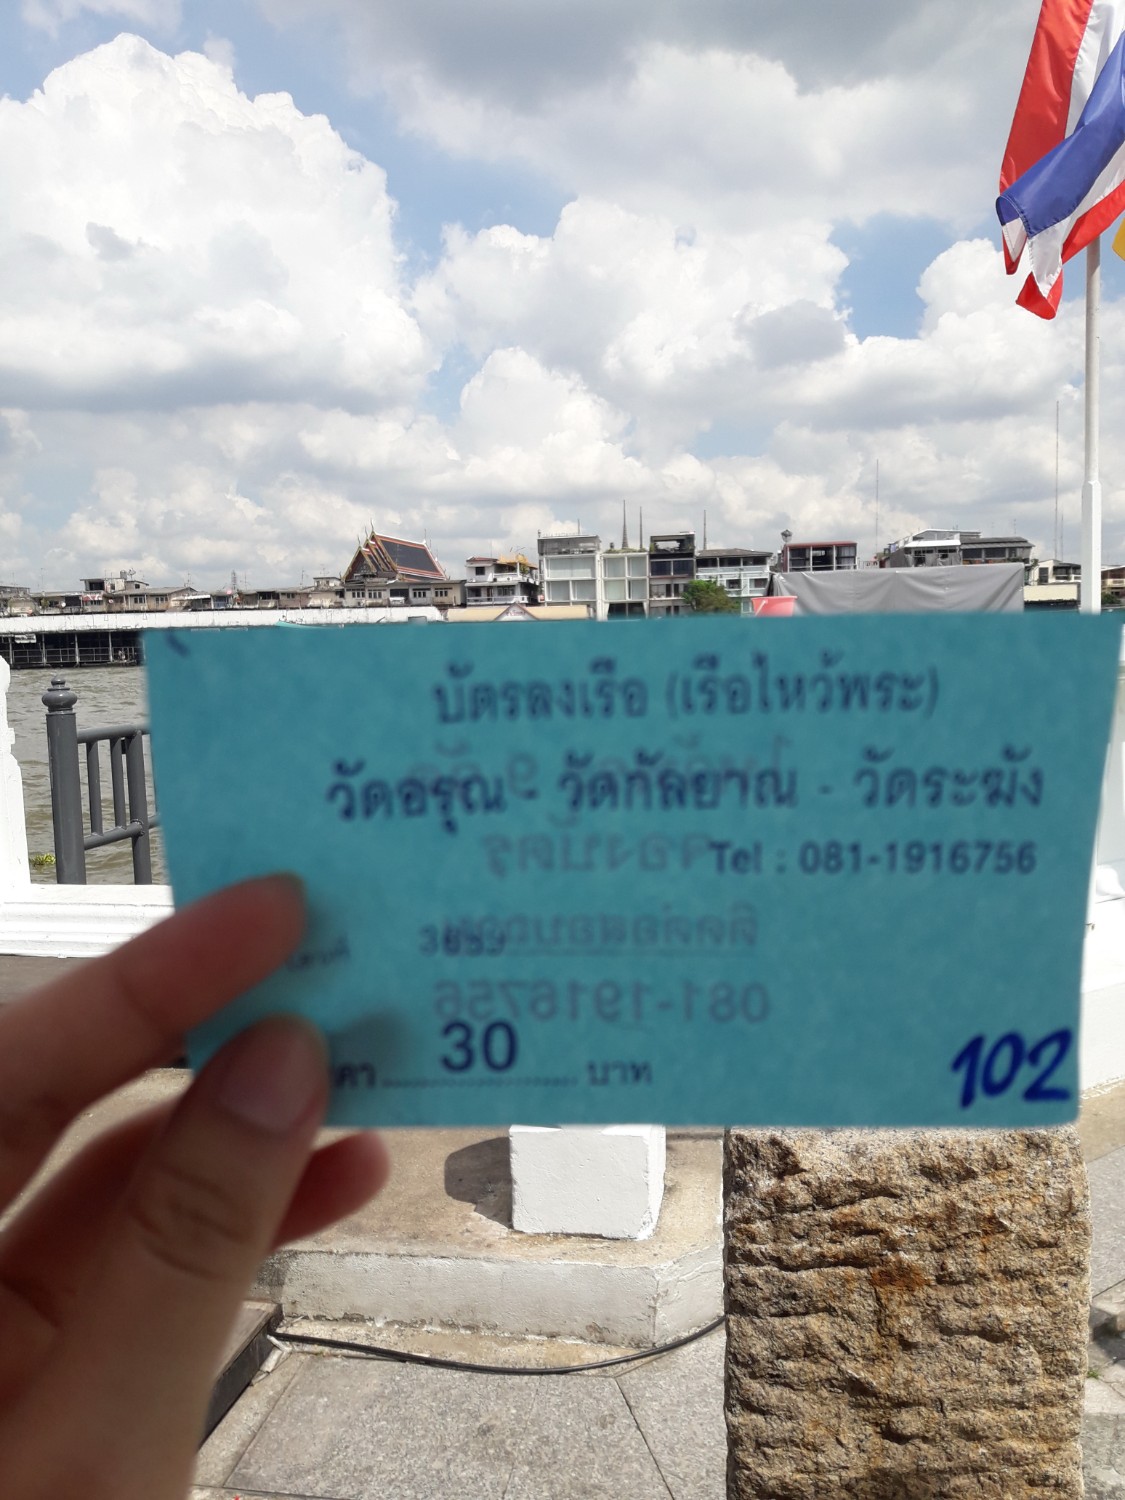 บัตรลงเรือ (เรือไหว้พระ)
วัดอรุณ - วัดกัลยาณ - วัดระฆัง
Tel : 081-1916756
30 บาท
102